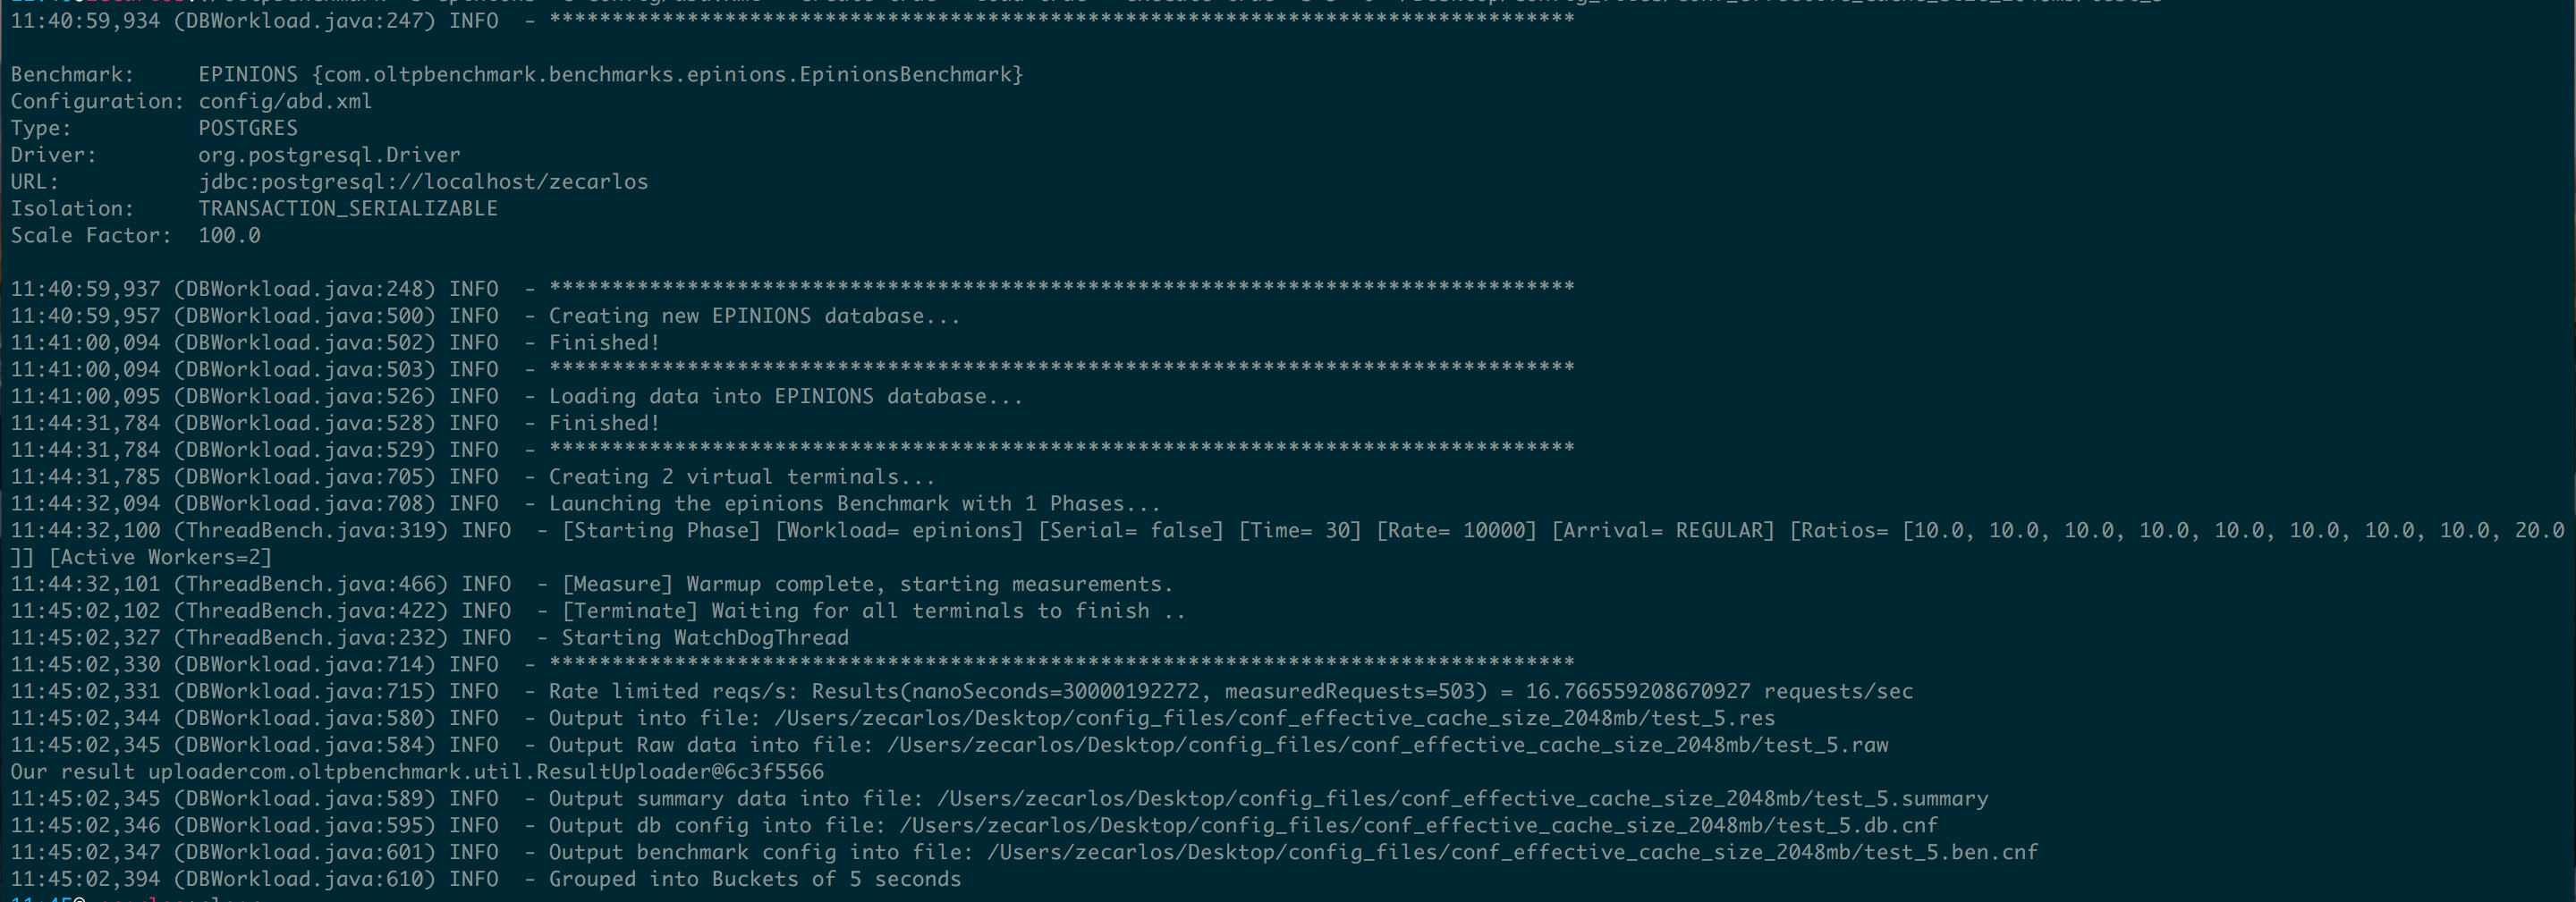 11:40:59,934 (DBWorkload.java:247) INFO  - **********************************************************************************
Benchmark:     EPINIONS {com.oltpbenchmark.benchmarks.epinions.EpinionsBenchmark}
Configuration: config/abd.xml
Type:          POSTGRES
Driver:        org.postgresql.Driver
URL:           jdbc:postgresql://localhost/zecarlos
Isolation:     TRANSACTION_SERIALIZABLE
Scale Factor:  100.0
11:40:59,937 (DBWorkload.java:248) INFO  - **********************************************************************************
11:40:59,957 (DBWorkload.java:500) INFO  - Creating new EPINIONS database...
11:41:00,094 (DBWorkload.java:502) INFO  - Finished!
11:41:00,094 (DBWorkload.java:503) INFO  - **********************************************************************************
11:41:00,095 (DBWorkload.java:526) INFO  - Loading data into EPINIONS database...
11:44:31,784 (DBWorkload.java:528) INFO  - Finished!
11:44:31,784 (DBWorkload.java:529) INFO  - **********************************************************************************
11:44:31,785 (DBWorkload.java:705) INFO  - Creating 2 virtual terminals...
11:44:32,094 (DBWorkload.java:708) INFO  - Launching the epinions Benchmark with 1 Phases...
11:44:32,100 (ThreadBench.java:319) INFO  - [Starting Phase] [Workload= epinions] [Serial= false] [Time= 30] [Rate= 10000] [Arrival= REGULAR] [Ratios= [10.0, 10.0, 10.0, 10.0, 10.0, 10.0, 10.0, 10.0, 20.0
]] [Active Workers=2]
11:44:32,101 (ThreadBench.java:466) INFO  - [Measure] Warmup complete, starting measurements.
11:45:02,102 (ThreadBench.java:422) INFO  - [Terminate] Waiting for all terminals to finish ..
11:45:02,327 (ThreadBench.java:232) INFO  - Starting WatchDogThread
11:45:02,330 (DBWorkload.java:714) INFO  - **********************************************************************************
11:45:02,331 (DBWorkload.java:715) INFO  - Rate limited reqs/s: Results(nanoSeconds=30000192272, measuredRequests=503) = 16.766559208670927 requests/sec
11:45:02,344 (DBWorkload.java:580) INFO  - Output into file: /Users/zecarlos/Desktop/config_files/conf_effective_cache_size_2048mb/test_5.res
11:45:02,345 (DBWorkload.java:584) INFO  - Output Raw data into file: /Users/zecarlos/Desktop/config_files/conf_effective_cache_size_2048mb/test_5.raw
Our result uploadercom.oltpbenchmark.util.ResultUploader@6c3f5566
11:45:02,345 (DBWorkload.java:589) INFO  - Output summary data into file: /Users/zecarlos/Desktop/config_files/conf_effective_cache_size_2048mb/test_5.summary
11:45:02,346 (DBWorkload.java:595) INFO  - Output db config into file: /Users/zecarlos/Desktop/config_files/conf_effective_cache_size_2048mb/test_5.db.cnf
11:45:02,347 (DBWorkload.java:601) INFO  - Output benchmark config into file: /Users/zecarlos/Desktop/config_files/conf_effective_cache_size_2048mb/test_5.ben.cnf
11:45:02,394 (DBWorkload.java:610) INFO  - Grouped into Buckets of 5 seconds